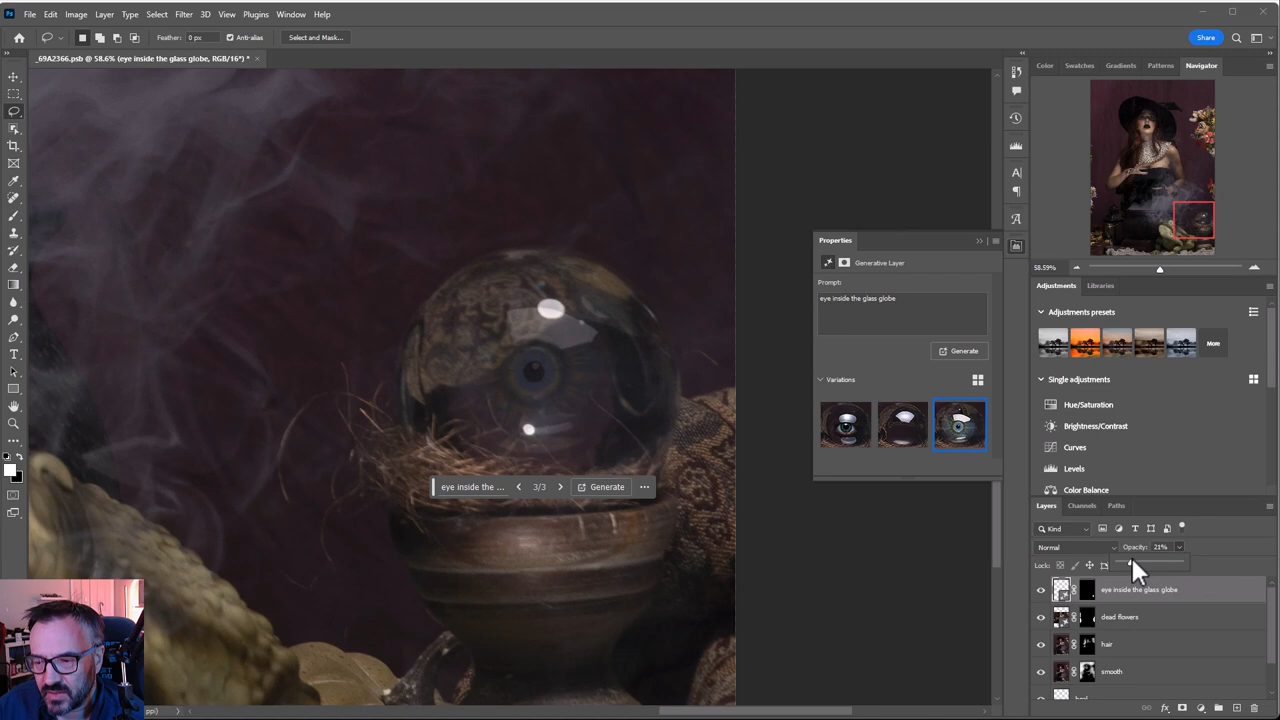 Ps File Edit Image Layer Type Select Filter 3D View Plugins Window Help
Feather: 0 px Anti-alias Select and Mask... Share
_69A2366.psb @ 58.6% (eye inside the glass globe, RGB/16*) * ×
Color Swatches Gradients Patterns Navigator
58.59%
Properties
Generative Layer
Prompt:
eye inside the glass globe
Generate
Variations
eye inside the ... 3/3 Generate
Adjustments Libraries
Adjustments presets
More
Single adjustments
Hue/Saturation
Brightness/Contrast
Curves
Levels
Color Balance
Layers Channels Paths
Kind
Normal Opacity: 21%
Lock:
eye inside the glass globe
dead flowers
hair
smooth
ppi)